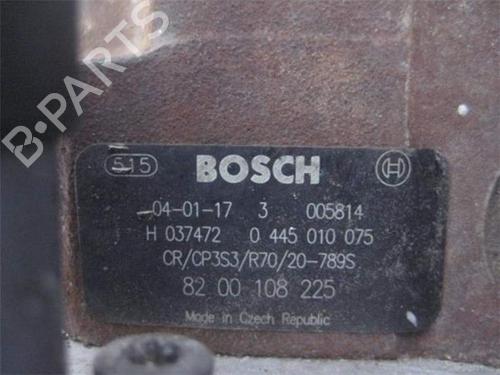 B·PARTS
515 BOSCH H
04-01-17 3 005814
H 037472 0 445 010 075
CR/CP3S3/R70/20-789S
82 00 108 225
Made in Czech Republic